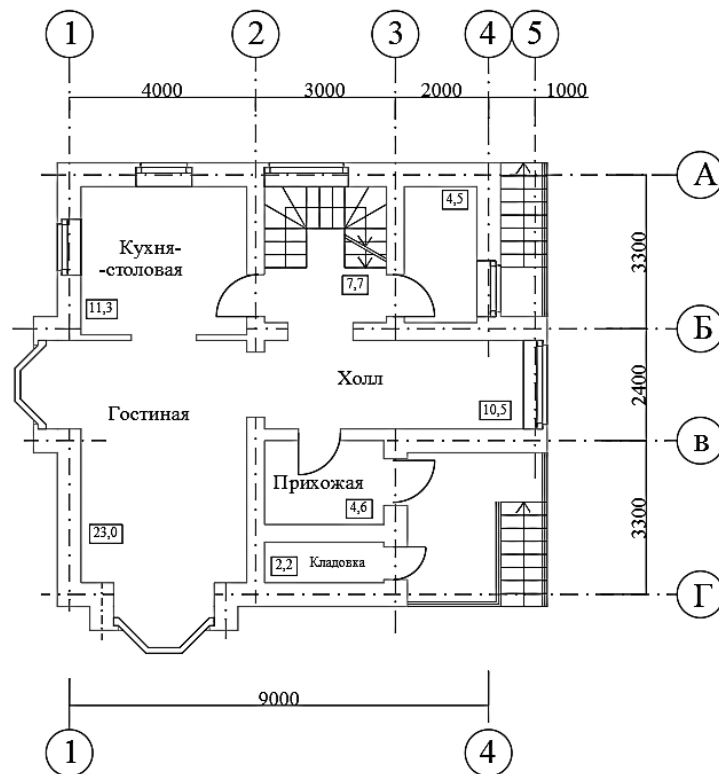 1
2
3
4
5
4000
3000
2000
1000
А
4,5
3300
Кухня-
-столовая
7,7
11,3
Б
Холл
2400
Гостиная
10,5
в
Прихожая
4,6
3300
23,0
2,2
Кладовка
Г
9000
1
4